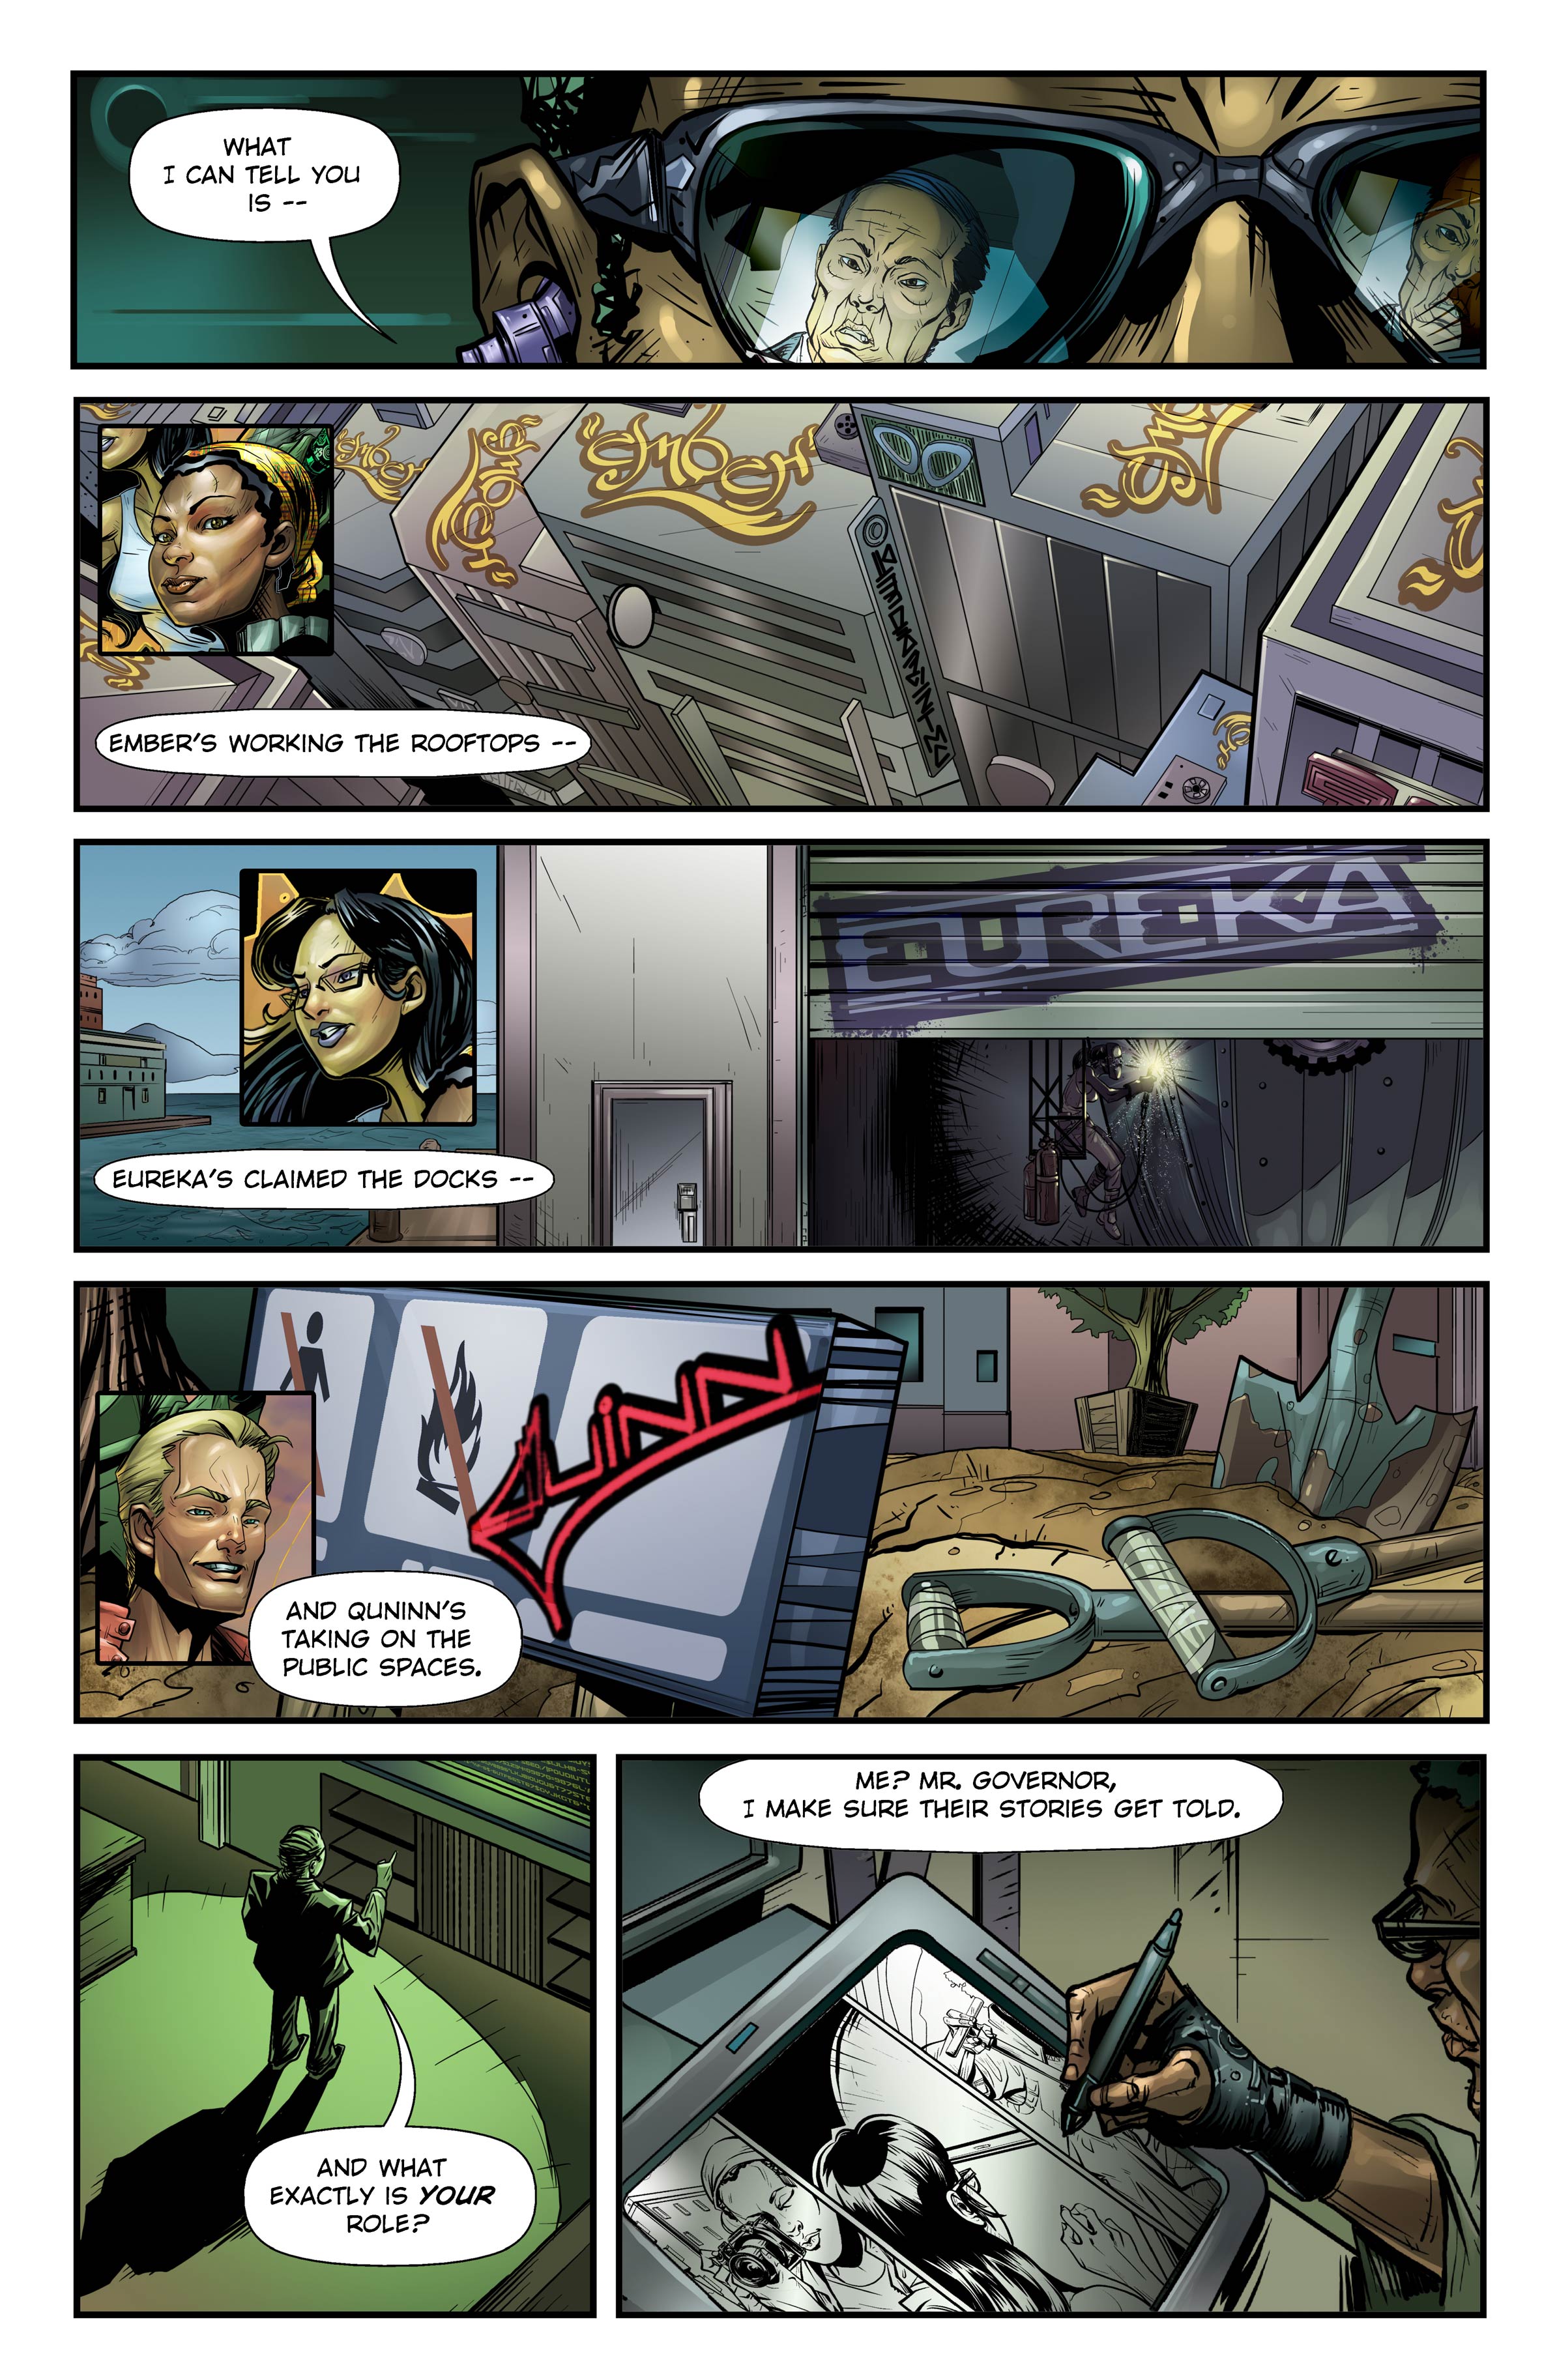 WHAT
I CAN TELL YOU
IS --
Ember
Ember
Ember
EMBER'S WORKING THE ROOFTOPS --
EUREKA
EUREKA'S CLAIMED THE DOCKS --
QUiNN
AND QUNINN'S
TAKING ON THE
PUBLIC SPACES.
AND WHAT
EXACTLY IS YOUR
ROLE?
ME? MR. GOVERNOR,
I MAKE SURE THEIR STORIES GET TOLD.